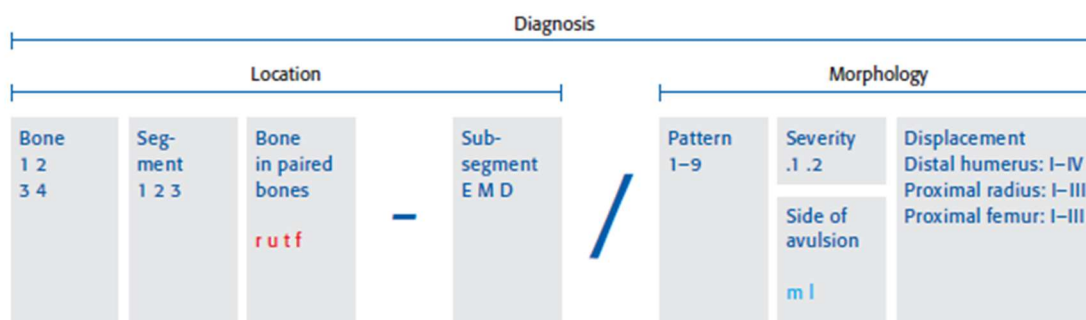 Diagnosis
Location
Morphology
Bone
1 2
3 4
Seg-
ment
1 2 3
Bone
in paired
bones
r u t f
–
Sub-
segment
E M D
/
Pattern
1–9
Severity
.1 .2
Side of
avulsion
m l
Displacement
Distal humerus: I–IV
Proximal radius: I–III
Proximal femur: I–III